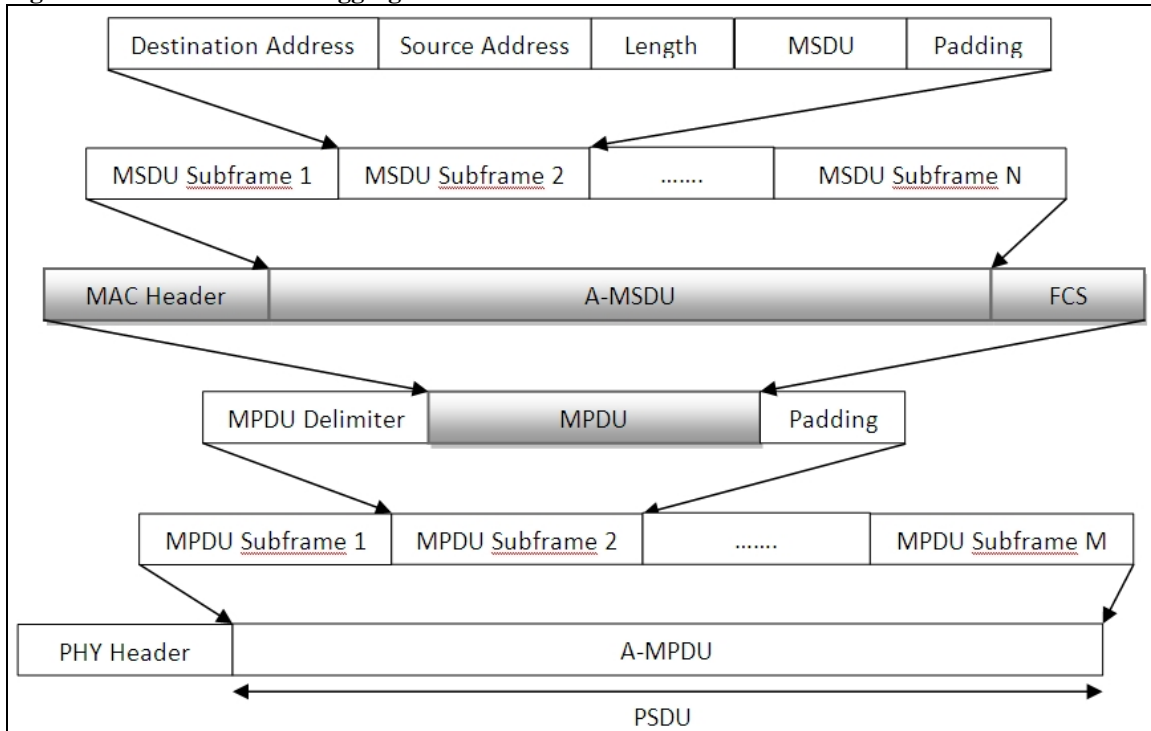 Destination Address Source Address Length MSDU Padding
MSDU Subframe 1 MSDU Subframe 2 ……. MSDU Subframe N
MAC Header A-MSDU FCS
MPDU Delimiter MPDU Padding
MPDU Subframe 1 MPDU Subframe 2 ……. MPDU Subframe M
PHY Header A-MPDU
PSDU